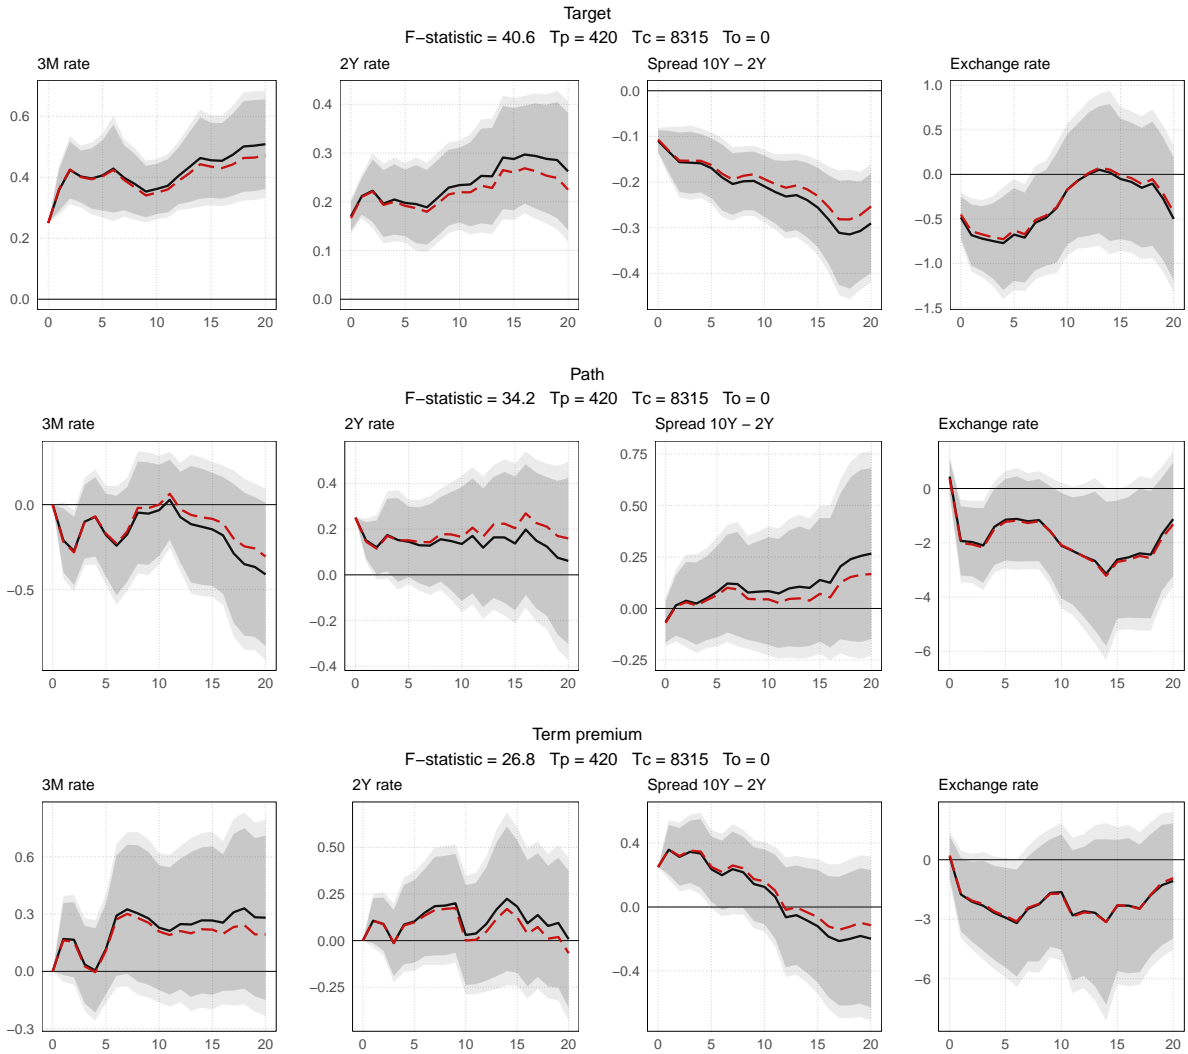 Target
F−statistic = 40.6 Tp = 420 Tc = 8315 To = 0
3M rate
2Y rate
Spread 10Y − 2Y
Exchange rate
0.6
0.4
0.2
0.0
0 5 10 15 20
0.4
0.3
0.2
0.1
0.0
0 5 10 15 20
0.0
−0.1
−0.2
−0.3
−0.4
0 5 10 15 20
1.0
0.5
0.0
−0.5
−1.0
−1.5
0 5 10 15 20
Path
F−statistic = 34.2 Tp = 420 Tc = 8315 To = 0
3M rate
2Y rate
Spread 10Y − 2Y
Exchange rate
0.0
−0.5
0 5 10 15 20
0.4
0.2
0.0
−0.2
−0.4
0 5 10 15 20
0.75
0.50
0.25
0.00
−0.25
0 5 10 15 20
0
−2
−4
−6
0 5 10 15 20
Term premium
F−statistic = 26.8 Tp = 420 Tc = 8315 To = 0
3M rate
2Y rate
Spread 10Y − 2Y
Exchange rate
0.6
0.3
0.0
−0.3
0 5 10 15 20
0.50
0.25
0.00
−0.25
0 5 10 15 20
0.4
0.0
−0.4
0 5 10 15 20
0
−3
−6
0 5 10 15 20